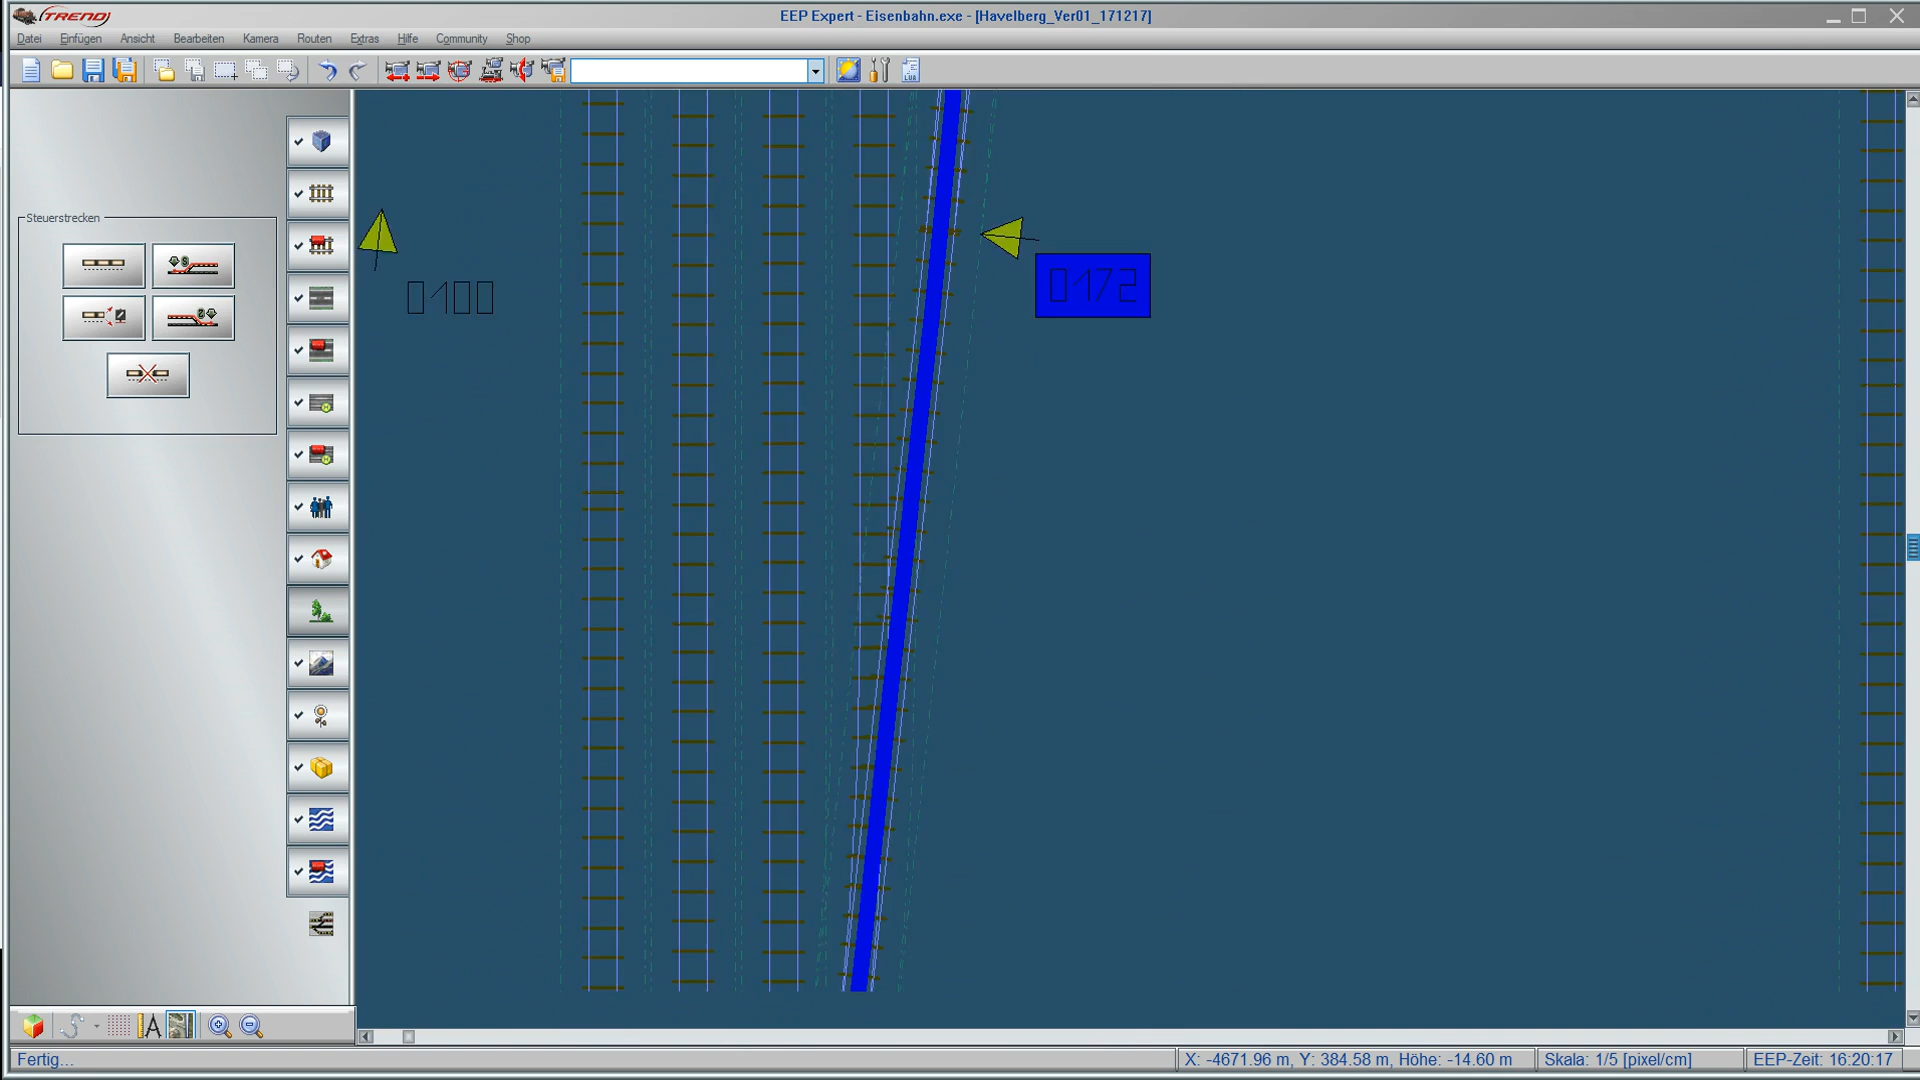 TREND
EEP Expert - Eisenbahn.exe - [Havelberg_Ver01_171217]
Datei Einfügen Ansicht Bearbeiten Kamera Routen Extras Hilfe Community Shop
LUA
Steuerstrecken
0100
0172
Fertig...
X: -4671.96 m, Y: 384.58 m, Höhe: -14.60 m
Skala: 1/5 [pixel/cm]
EEP-Zeit: 16:20:17